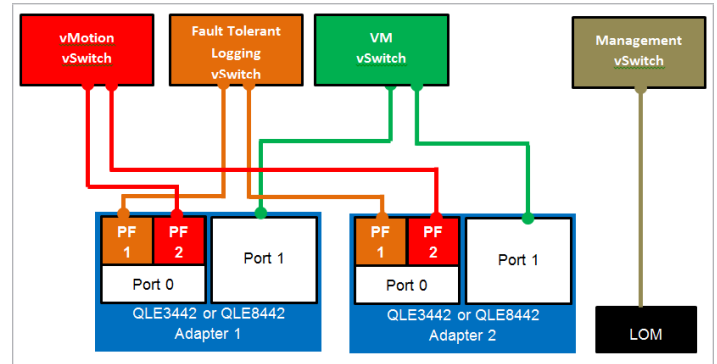 vMotion
vSwitch
Fault Tolerant
Logging
vSwitch
VM
vSwitch
Management
vSwitch
PF
1
PF
2
Port 0
Port 1
QLE3442 or QLE8442
Adapter 1
PF
1
PF
2
Port 0
Port 1
QLE3442 or QLE8442
Adapter 2
LOM